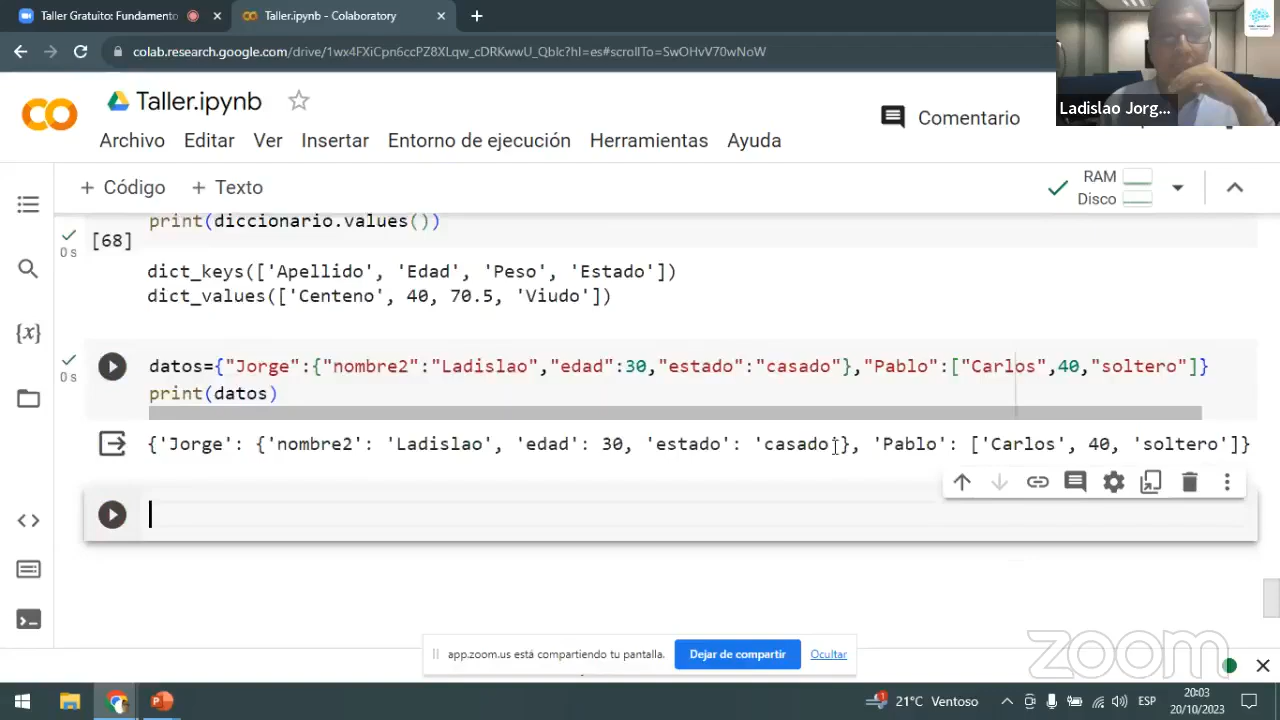 Taller Gratuito: Fundamento
Taller.ipynb - Colaboratory
colab.research.google.com/drive/1wx4FXiCpn6ccPZ8XLqw_cDRKwwU_Qblc?hl=es#scrollTo=SwOHvV70wNoW
Ladislao Jorg...
Taller.ipynb
Comentario
Archivo Editar Ver Insertar Entorno de ejecución Herramientas Ayuda
+ Código + Texto
RAM
Disco
print(diccionario.values())
[68]
0 s
dict_keys(['Apellido', 'Edad', 'Peso', 'Estado'])
dict_values(['Centeno', 40, 70.5, 'Viudo'])
datos={"Jorge":{"nombre2":"Ladislao","edad":30,"estado":"casado"},"Pablo":["Carlos",40,"soltero"]}
0 s
print(datos)
{'Jorge': {'nombre2': 'Ladislao', 'edad': 30, 'estado': 'casado'}, 'Pablo': ['Carlos', 40, 'soltero']}
app.zoom.us está compartiendo tu pantalla.
Dejar de compartir
Ocultar
zoom
21°C Ventoso
ESP
20:03
20/10/2023